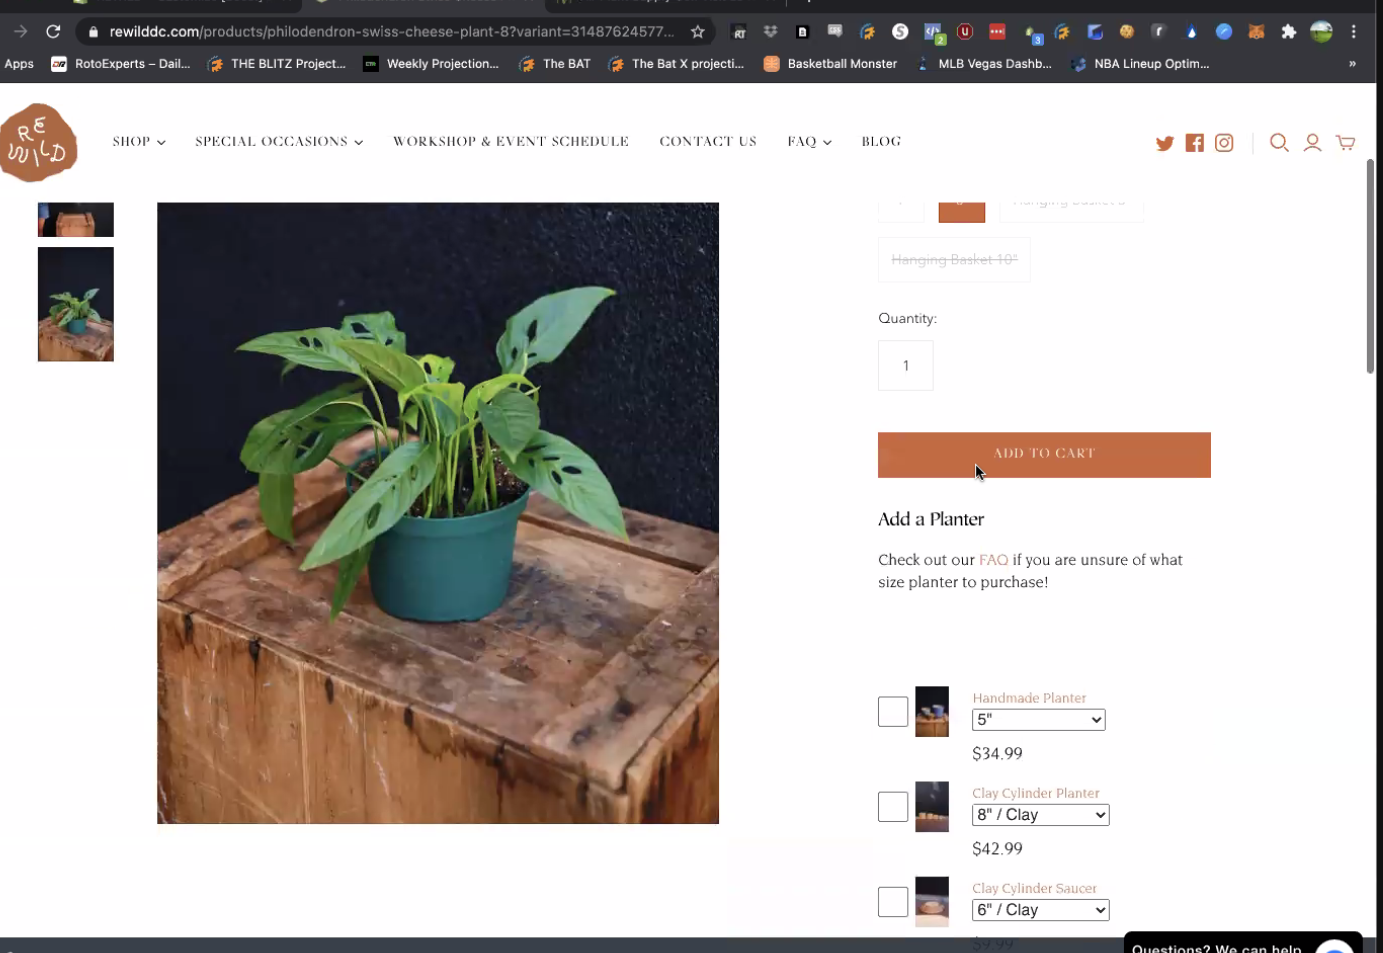 rewilddc.com/products/philodendron-swiss-cheese-plant-8?variant=31487624577...
Apps RotoExperts – Dail... THE BLITZ Project... Weekly Projection... The BAT The Bat X projecti... Basketball Monster MLB Vegas Dashb... NBA Lineup Optim... »
RE
WILD
SHOP SPECIAL OCCASIONS WORKSHOP & EVENT SCHEDULE CONTACT US FAQ BLOG
Hanging Basket 10"
Quantity:
1
ADD TO CART
Add a Planter
Check out our FAQ if you are unsure of what
size planter to purchase!
Handmade Planter
5"
$34.99
Clay Cylinder Planter
8" / Clay
$42.99
Clay Cylinder Saucer
6" / Clay
$9.99
Questions? We can help